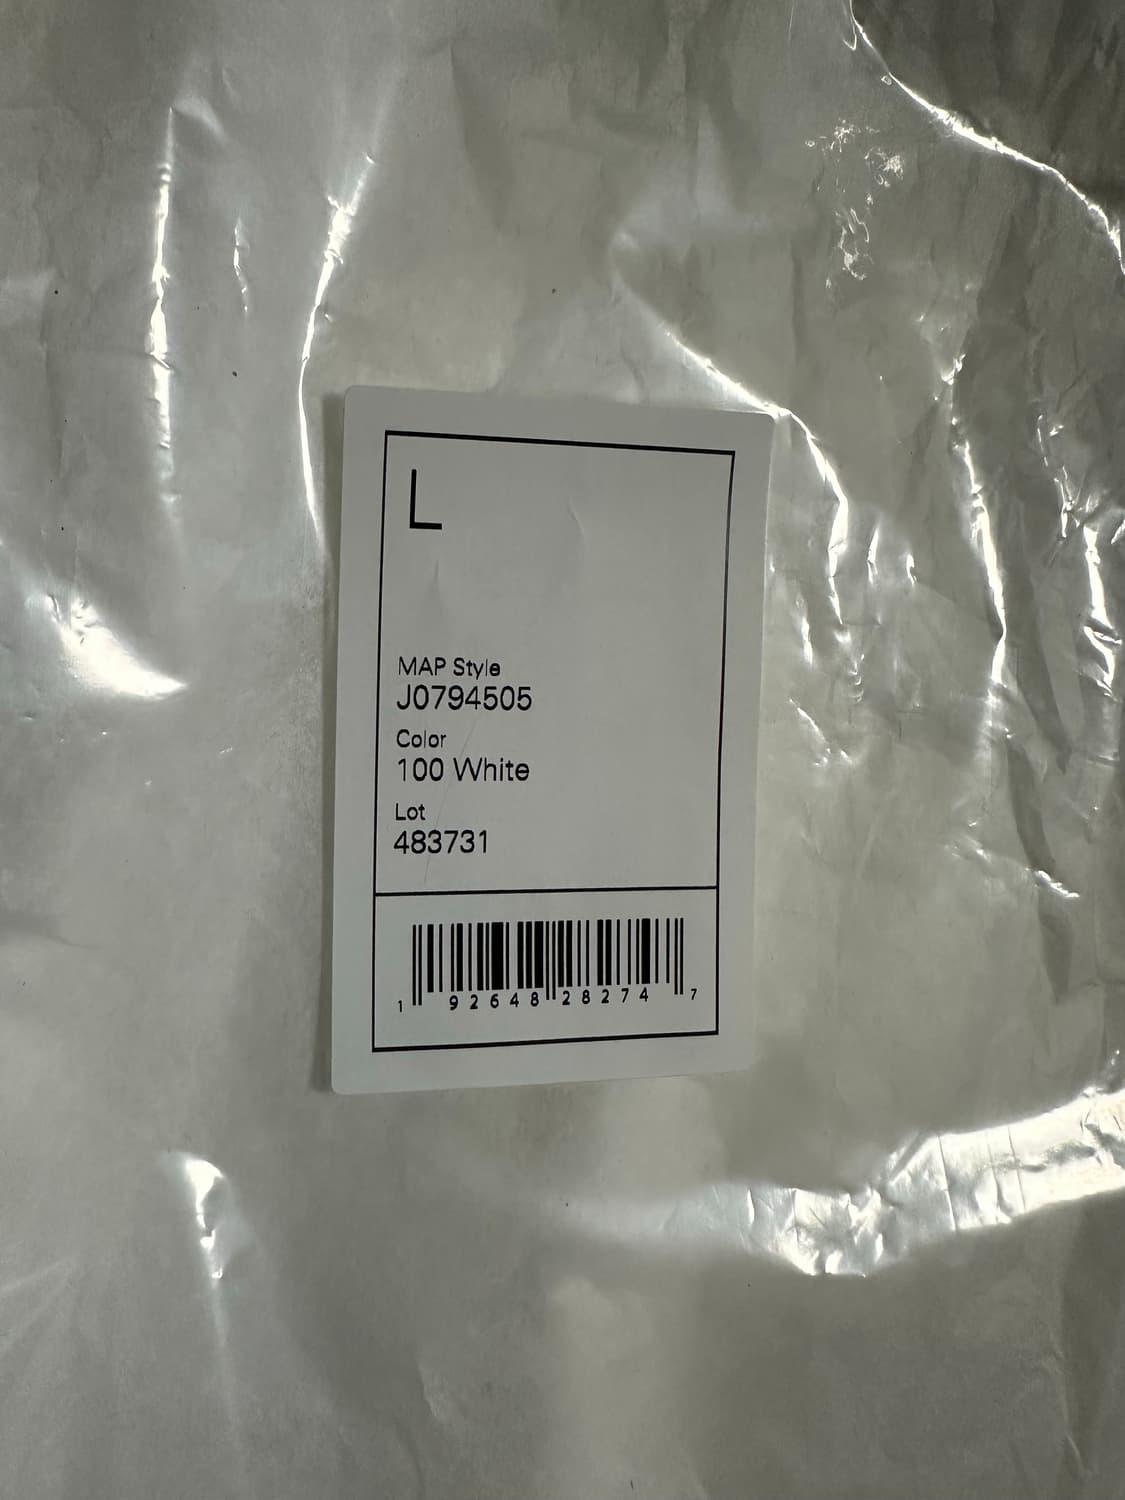 L
MAP Style
J0794505
Color
100 White
Lot
483731
1 92648 28274 7